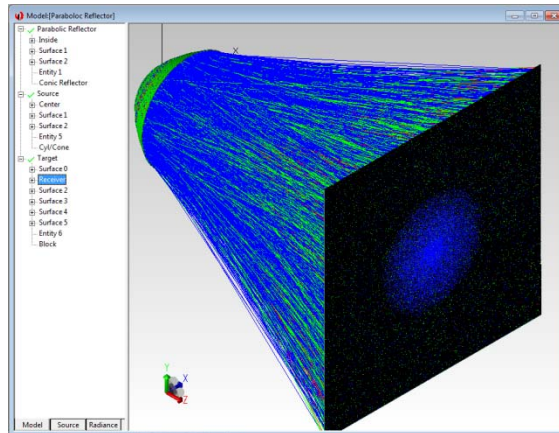 Model:[Paraboloc Reflector]
Parabolic Reflector
Inside
Surface 1
Surface 2
Entity 1
Conic Reflector
Source
Center
Surface 1
Surface 2
Entity 5
Cyl/Cone
Target
Surface 0
Receiver
Surface 2
Surface 3
Surface 4
Surface 5
Entity 6
Block
X
Y
X
Z
Model Source Radiance